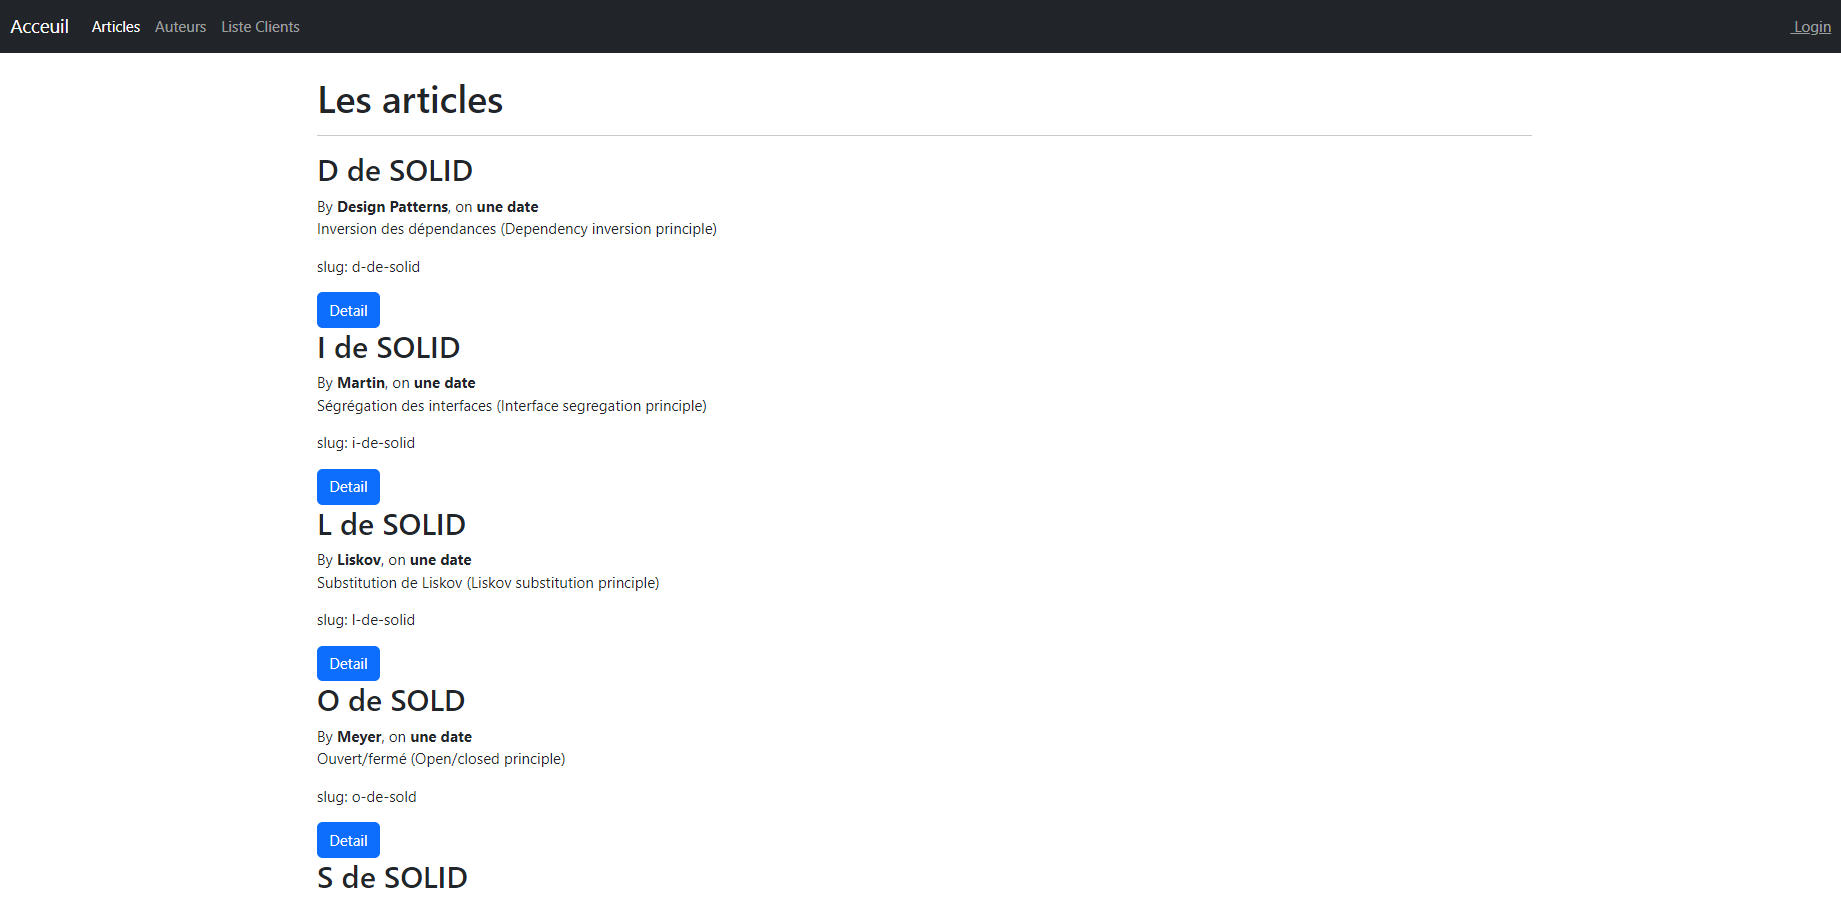 Acceuil Articles Auteurs Liste Clients Login
Les articles
D de SOLID
By Design Patterns, on une date
Inversion des dépendances (Dependency inversion principle)
slug: d-de-solid
Detail
I de SOLID
By Martin, on une date
Ségrégation des interfaces (Interface segregation principle)
slug: i-de-solid
Detail
L de SOLID
By Liskov, on une date
Substitution de Liskov (Liskov substitution principle)
slug: l-de-solid
Detail
O de SOLD
By Meyer, on une date
Ouvert/fermé (Open/closed principle)
slug: o-de-sold
Detail
S de SOLID